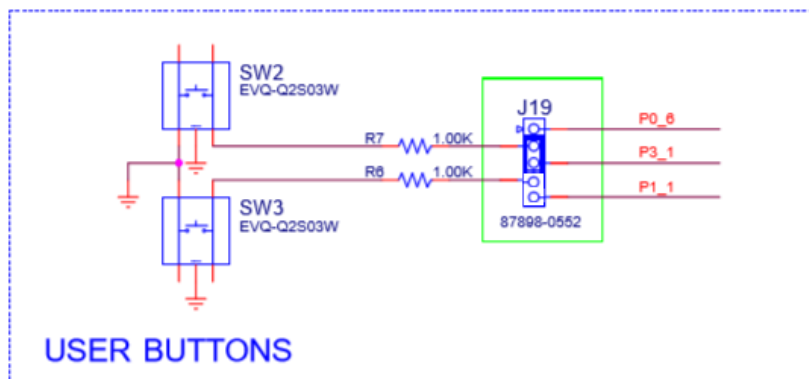 SW2
EVQ-Q2S03W
J19
R7 1.00K
P0_6
P3_1
R6 1.00K
P1_1
SW3
EVQ-Q2S03W
87898-0552
USER BUTTONS